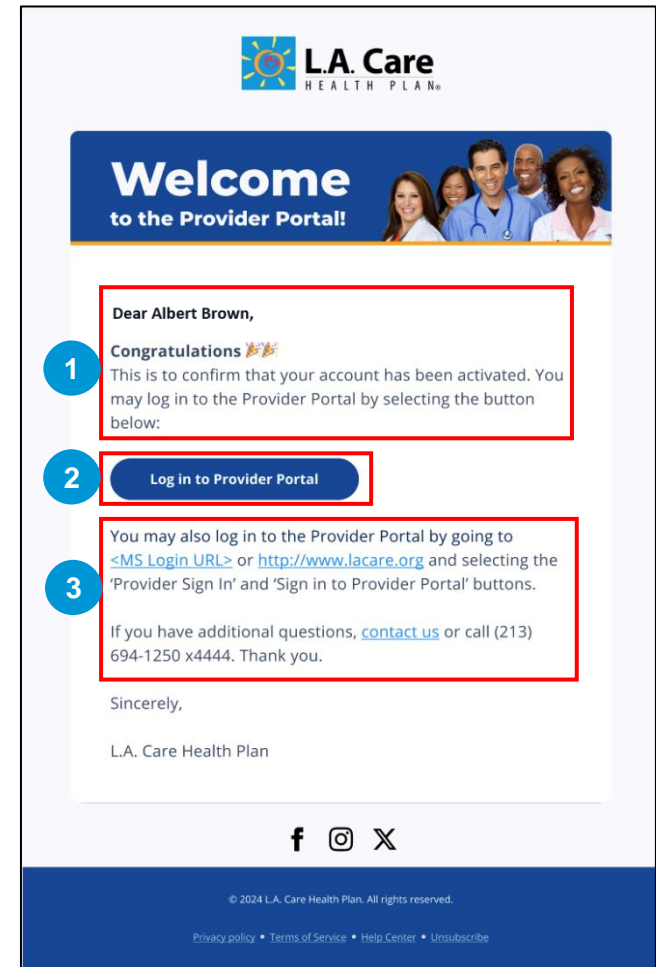 L.A. Care
HEALTH PLAN®
Welcome
to the Provider Portal!
Dear Albert Brown,
Congratulations 🎉🎉
1
This is to confirm that your account has been activated. You
may log in to the Provider Portal by selecting the button
below:
2
Log in to Provider Portal
You may also log in to the Provider Portal by going to
<MS Login URL> or http://www.lacare.org and selecting the
'Provider Sign In' and 'Sign in to Provider Portal' buttons.
3
If you have additional questions, contact us or call (213)
694-1250 x4444. Thank you.
Sincerely,
L.A. Care Health Plan
© 2024 L.A. Care Health Plan. All rights reserved.
Privacy policy • Terms of Service • Help Center • Unsubscribe